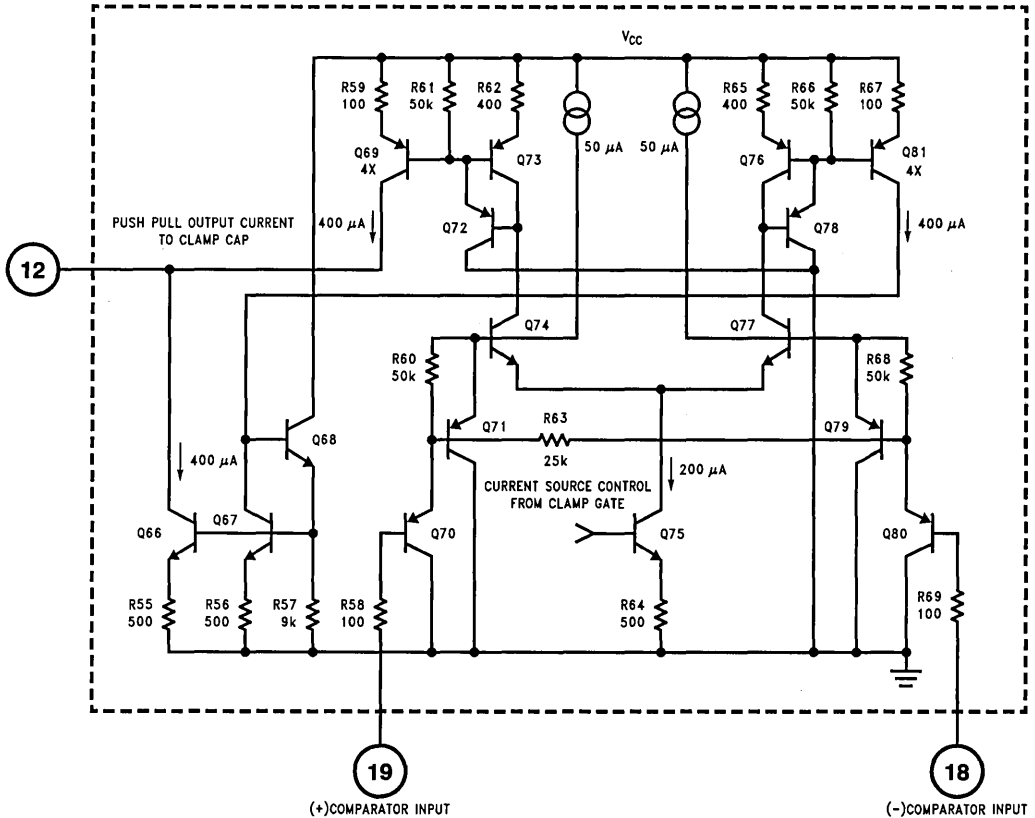 VCC
R59
100
R61
50k
R62
400
R65
400
R66
50k
R67
100
50 μA
50 μA
Q69
4X
Q73
Q76
Q81
4X
PUSH PULL OUTPUT CURRENT
TO CLAMP CAP
400 μA
Q72
Q78
400 μA
12
Q74
Q77
R60
50k
R68
50k
Q68
Q71
R63
25k
Q79
400 μA
CURRENT SOURCE CONTROL
FROM CLAMP GATE
200 μA
Q66
Q67
Q70
Q75
Q80
R55
500
R56
500
R57
9k
R58
100
R64
500
R69
100
19
(+)COMPARATOR INPUT
18
(-)COMPARATOR INPUT